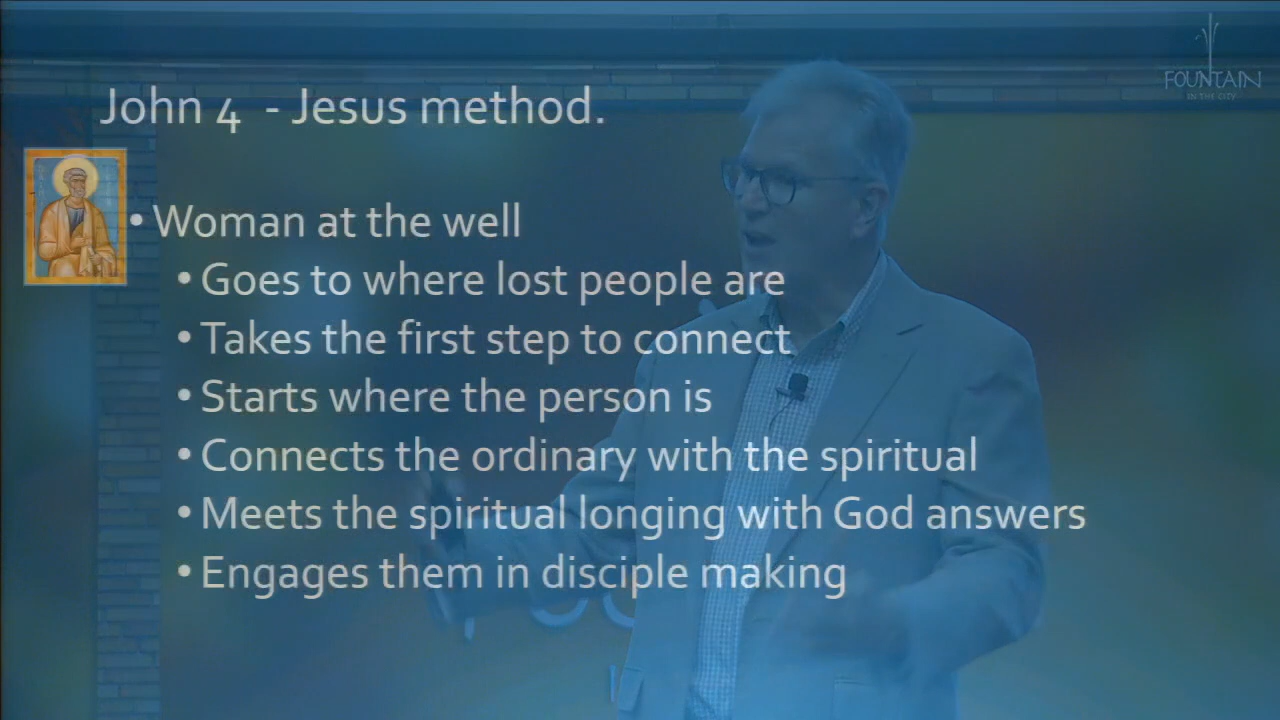 FOUNTAIN
IN THE CITY
John 4 - Jesus method.
• Woman at the well
• Goes to where lost people are
• Takes the first step to connect
• Starts where the person is
• Connects the ordinary with the spiritual
• Meets the spiritual longing with God answers
• Engages them in disciple making